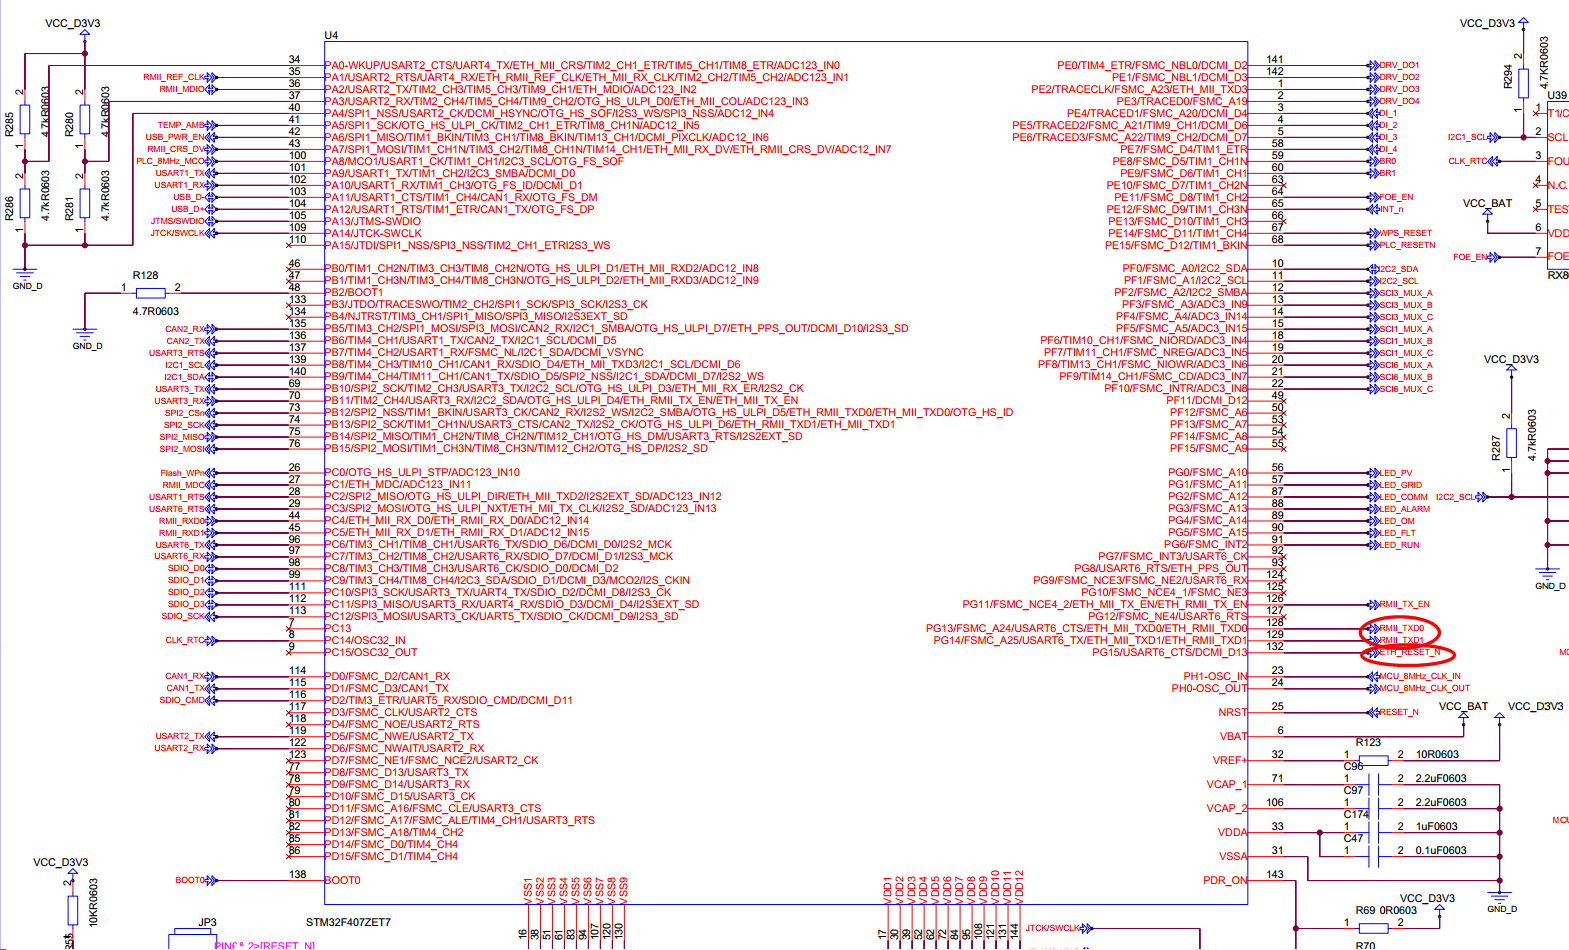 VCC_D3V3
U4
VCC_D3V3
34 PA0-WKUP/USART2_CTS/UART4_TX/ETH_MII_CRS/TIM2_CH1_ETR/TIM5_CH1/TIM8_ETR/ADC123_IN0
RMII_REF_CLK 35 PA1/USART2_RTS/UART4_RX/ETH_RMII_REF_CLK/ETH_MII_RX_CLK/TIM2_CH2/TIM5_CH2/ADC123_IN1
RMII_MDIO 36 PA2/USART2_TX/TIM2_CH3/TIM5_CH3/TIM9_CH1/ETH_MDIO/ADC123_IN2
37 PA3/USART2_RX/TIM2_CH4/TIM5_CH4/TIM9_CH2/OTG_HS_ULPI_D0/ETH_MII_COL/ADC123_IN3
40 PA4/SPI1_NSS/USART2_CK/DCMI_HSYNC/OTG_HS_SOF/I2S3_WS/SPI3_NSS/ADC12_IN4
TEMP_AMB 41 PA5/SPI1_SCK/OTG_HS_ULPI_CK/TIM2_CH1_ETR/TIM8_CH1N/ADC12_IN5
USB_PWR_EN 42 PA6/SPI1_MISO/TIM1_BKIN/TIM3_CH1/TIM8_BKIN/TIM13_CH1/DCMI_PIXCLK/ADC12_IN6
RMII_CRS_DV 43 PA7/SPI1_MOSI/TIM1_CH1N/TIM3_CH2/TIM8_CH1N/TIM14_CH1/ETH_MII_RX_DV/ETH_RMII_CRS_DV/ADC12_IN7
PLC_8MHz_MCO 100 PA8/MCO1/USART1_CK/TIM1_CH1/I2C3_SCL/OTG_FS_SOF
USART1_TX 101 PA9/USART1_TX/TIM1_CH2/I2C3_SMBA/DCMI_D0
USART1_RX 102 PA10/USART1_RX/TIM1_CH3/OTG_FS_ID/DCMI_D1
USB_D- 103 PA11/USART1_CTS/TIM1_CH4/CAN1_RX/OTG_FS_DM
USB_D+ 104 PA12/USART1_RTS/TIM1_ETR/CAN1_TX/OTG_FS_DP
JTMS/SWDIO 105 PA13/JTMS-SWDIO
JTCK/SWCLK 109 PA14/JTCK-SWCLK
110 PA15/JTDI/SPI1_NSS/SPI3_NSS/TIM2_CH1_ETRI2S3_WS
R285 1 2 4.7kR0603
R280 1 2 4.7kR0603
R286 1 2 4.7kR0603
R281 1 2 4.7kR0603
GND_D
46 PB0/TIM1_CH2N/TIM3_CH3/TIM8_CH2N/OTG_HS_ULPI_D1/ETH_MII_RXD2/ADC12_IN8
47 PB1/TIM1_CH3N/TIM3_CH4/TIM8_CH3N/OTG_HS_ULPI_D2/ETH_MII_RXD3/ADC12_IN9
R128
1 2 48 PB2/BOOT1
4.7R0603
GND_D
133 PB3/JTDO/TRACESWO/TIM2_CH2/SPI1_SCK/SPI3_SCK/I2S3_CK
134 PB4/NJTRST/TIM3_CH1/SPI1_MISO/SPI3_MISO/I2S3EXT_SD
CAN2_RX 135 PB5/TIM3_CH2/SPI1_MOSI/SPI3_MOSI/CAN2_RX/I2C1_SMBA/OTG_HS_ULPI_D7/ETH_PPS_OUT/DCMI_D10/I2S3_SD
CAN2_TX 136 PB6/TIM4_CH1/USART1_TX/CAN2_TX/I2C1_SCL/DCMI_D5
USART3_RTS 137 PB7/TIM4_CH2/USART1_RX/FSMC_NL/I2C1_SDA/DCMI_VSYNC
I2C1_SCL 139 PB8/TIM4_CH3/TIM10_CH1/CAN1_RX/SDIO_D4/ETH_MII_TXD3/I2C1_SCL/DCMI_D6
I2C1_SDA 140 PB9/TIM4_CH4/TIM11_CH1/CAN1_TX/SDIO_D5/SPI2_NSS/I2C1_SDA/DCMI_D7/I2S2_WS
USART3_TX 69 PB10/SPI2_SCK/TIM2_CH3/USART3_TX/I2C2_SCL/OTG_HS_ULPI_D3/ETH_MII_RX_ER/I2S2_CK
USART3_RX 70 PB11/TIM2_CH4/USART3_RX/I2C2_SDA/OTG_HS_ULPI_D4/ETH_RMII_TX_EN/ETH_MII_TX_EN
SPI2_CSn 73 PB12/SPI2_NSS/TIM1_BKIN/USART3_CK/CAN2_RX/I2S2_WS/I2C2_SMBA/OTG_HS_ULPI_D5/ETH_RMII_TXD0/ETH_MII_TXD0/OTG_HS_ID
SPI2_SCK 74 PB13/SPI2_SCK/TIM1_CH1N/USART3_CTS/CAN2_TX/I2S2_CK/OTG_HS_ULPI_D6/ETH_RMII_TXD1/ETH_MII_TXD1
SPI2_MISO 75 PB14/SPI2_MISO/TIM1_CH2N/TIM8_CH2N/TIM12_CH1/OTG_HS_DM/USART3_RTS/I2S2EXT_SD
SPI2_MOSI 76 PB15/SPI2_MOSI/TIM1_CH3N/TIM8_CH3N/TIM12_CH2/OTG_HS_DP/I2S2_SD
Flash_WPn 26 PC0/OTG_HS_ULPI_STP/ADC123_IN10
RMII_MDC 27 PC1/ETH_MDC/ADC123_IN11
USART1_RTS 28 PC2/SPI2_MISO/OTG_HS_ULPI_DIR/ETH_MII_TXD2/I2S2EXT_SD/ADC123_IN12
USART6_RTS 29 PC3/SPI2_MOSI/OTG_HS_ULPI_NXT/ETH_MII_TX_CLK/I2S2_SD/ADC123_IN13
RMII_RXD0 44 PC4/ETH_MII_RX_D0/ETH_RMII_RX_D0/ADC12_IN14
RMII_RXD1 45 PC5/ETH_MII_RX_D1/ETH_RMII_RX_D1/ADC12_IN15
USART6_TX 96 PC6/TIM3_CH1/TIM8_CH1/USART6_TX/SDIO_D6/DCMI_D0/I2S2_MCK
USART6_RX 97 PC7/TIM3_CH2/TIM8_CH2/USART6_RX/SDIO_D7/DCMI_D1/I2S3_MCK
SDIO_D0 98 PC8/TIM3_CH3/TIM8_CH3/USART6_CK/SDIO_D0/DCMI_D2
SDIO_D1 99 PC9/TIM3_CH4/TIM8_CH4/I2C3_SDA/SDIO_D1/DCMI_D3/MCO2/I2S_CKIN
SDIO_D2 111 PC10/SPI3_SCK/USART3_TX/UART4_TX/SDIO_D2/DCMI_D8/I2S3_CK
SDIO_D3 112 PC11/SPI3_MISO/USART3_RX/UART4_RX/SDIO_D3/DCMI_D4/I2S3EXT_SD
SDIO_SCK 113 PC12/SPI3_MOSI/USART3_CK/UART5_TX/SDIO_CK/DCMI_D9/I2S3_SD
7 PC13
CLK_RTC 8 PC14/OSC32_IN
9 PC15/OSC32_OUT
CAN1_RX 114 PD0/FSMC_D2/CAN1_RX
CAN1_TX 115 PD1/FSMC_D3/CAN1_TX
SDIO_CMD 116 PD2/TIM3_ETR/UART5_RX/SDIO_CMD/DCMI_D11
117 PD3/FSMC_CLK/USART2_CTS
118 PD4/FSMC_NOE/USART2_RTS
USART2_TX 119 PD5/FSMC_NWE/USART2_TX
USART2_RX 122 PD6/FSMC_NWAIT/USART2_RX
123 PD7/FSMC_NE1/FSMC_NCE2/USART2_CK
77 PD8/FSMC_D13/USART3_TX
78 PD9/FSMC_D14/USART3_RX
79 PD10/FSMC_D15/USART3_CK
80 PD11/FSMC_A16/FSMC_CLE/USART3_CTS
81 PD12/FSMC_A17/FSMC_ALE/TIM4_CH1/USART3_RTS
82 PD13/FSMC_A18/TIM4_CH2
85 PD14/FSMC_D0/TIM4_CH4
86 PD15/FSMC_D1/TIM4_CH4
BOOT0 138 BOOT0
VCC_D3V3
2 10KR0603
JP3
PIN 2>[RESET_N]
STM32F407ZET7
VSS1 VSS2 VSS3 VSS4 VSS5 VSS6 VSS7 VSS8 VSS9
16 38 51 61 83 94 107 120 130
VDD1 VDD2 VDD3 VDD4 VDD5 VDD6 VDD7 VDD8 VDD9 VDD10 VDD11 VDD12
17 30 39 52 62 72 84 95 108 121 131 144
PE0/TIM4_ETR/FSMC_NBL0/DCMI_D2 141 DRV_DO1
PE1/FSMC_NBL1/DCMI_D3 142 DRV_DO2
PE2/TRACECLK/FSMC_A23/ETH_MII_TXD3 1 DRV_DO3
PE3/TRACED0/FSMC_A19 2 DRV_DO4
PE4/TRACED1/FSMC_A20/DCMI_D4 3 DI_1
PE5/TRACED2/FSMC_A21/TIM9_CH1/DCMI_D6 4 DI_2
PE6/TRACED3/FSMC_A22/TIM9_CH2/DCMI_D7 5 DI_3
PE7/FSMC_D4/TIM1_ETR 58 DI_4
PE8/FSMC_D5/TIM1_CH1N 59 BR0
PE9/FSMC_D6/TIM1_CH1 60 BR1
PE10/FSMC_D7/TIM1_CH2N 63
PE11/FSMC_D8/TIM1_CH2 64 FOE_EN
PE12/FSMC_D9/TIM1_CH3N 65 INT_n
PE13/FSMC_D10/TIM1_CH3 66
PE14/FSMC_D11/TIM1_CH4 67 WPS_RESET
PE15/FSMC_D12/TIM1_BKIN 68 PLC_RESETN
PF0/FSMC_A0/I2C2_SDA 10 I2C2_SDA
PF1/FSMC_A1/I2C2_SCL 11 I2C2_SCL
PF2/FSMC_A2/I2C2_SMBA 12 SCI3_MUX_A
PF3/FSMC_A3/ADC3_IN9 13 SCI3_MUX_B
PF4/FSMC_A4/ADC3_IN14 14 SCI3_MUX_C
PF5/FSMC_A5/ADC3_IN15 15 SCI1_MUX_A
PF6/TIM10_CH1/FSMC_NIORD/ADC3_IN4 18 SCI1_MUX_B
PF7/TIM11_CH1/FSMC_NREG/ADC3_IN5 19 SCI1_MUX_C
PF8/TIM13_CH1/FSMC_NIOWR/ADC3_IN6 20 SCI6_MUX_A
PF9/TIM14_CH1/FSMC_CD/ADC3_IN7 21 SCI6_MUX_B
PF10/FSMC_INTR/ADC3_IN8 22 SCI6_MUX_C
PF11/DCMI_D12 49
PF12/FSMC_A6 50
PF13/FSMC_A7 53
PF14/FSMC_A8 54
PF15/FSMC_A9 55
PG0/FSMC_A10 56 LED_PV
PG1/FSMC_A11 57 LED_GRID
PG2/FSMC_A12 87 LED_COMM
PG3/FSMC_A13 88 LED_ALARM
PG4/FSMC_A14 89 LED_OM
PG5/FSMC_A15 90 LED_FLT
PG6/FSMC_INT2 91 LED_RUN
PG7/FSMC_INT3/USART6_CK 92
PG8/USART6_RTS/ETH_PPS_OUT 93
PG9/FSMC_NCE3/FSMC_NE2/USART6_RX 124
PG10/FSMC_NCE4_1/FSMC_NE3 125
PG11/FSMC_NCE4_2/ETH_MII_TX_EN/ETH_RMII_TX_EN 126 RMII_TX_EN
PG12/FSMC_NE4/USART6_RTS 127
PG13/FSMC_A24/USART6_CTS/ETH_MII_TXD0/ETH_RMII_TXD0 128 RMII_TXD0
PG14/FSMC_A25/USART6_TX/ETH_MII_TXD1/ETH_RMII_TXD1 129 RMII_TXD1
PG15/USART6_CTS/DCMI_D13 132 ETH_RESET_N
PH1-OSC_IN 23 MCU_8MHz_CLK_IN
PH0-OSC_OUT 24 MCU_8MHz_CLK_OUT
NRST 25 RESET_N
VBAT 6 VCC_BAT
VCC_D3V3
R123
VREF+ 32 1 2 10R0603
C96
VCAP_1 71 1 2 2.2uF0603
C97
VCAP_2 106 1 2 2.2uF0603
C174
VDDA 33 1 2 1uF0603
C47
VSSA 31 1 2 0.1uF0603
PDR_ON 143
GND_D
VCC_D3V3
R69 0R0603
1 2
R70
JTCK/SWCLK
R294 2 1 4.7KR0603
U39
1 T1/C
I2C1_SCL 2 SCL
CLK_RTC 3 FOU
4 N.C.
VCC_BAT
5 TES
6 VDD
FOE_EN 7 FOE
RX8
VCC_D3V3
R287 2 1 4.7kR0603
I2C2_SCL
GND_D
MC
MCU